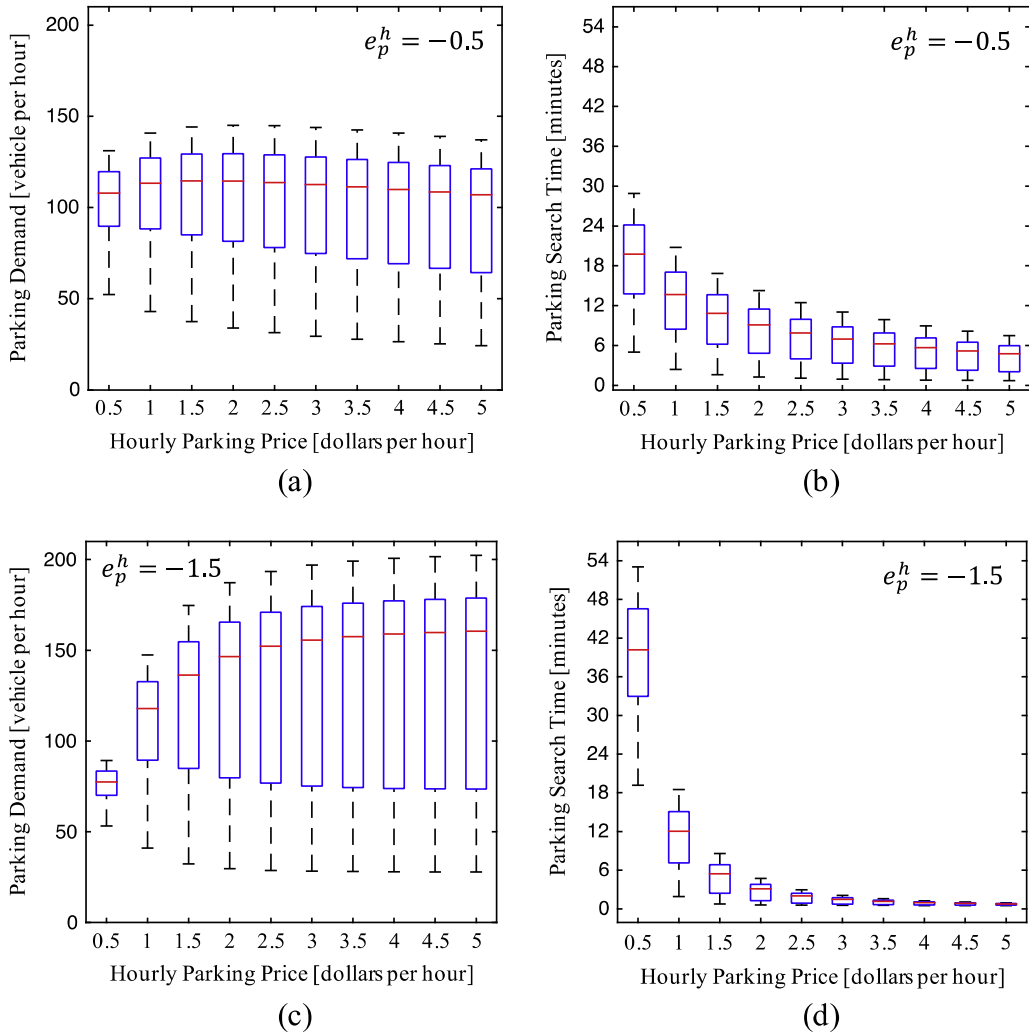 200
150
100
50
0
Parking Demand [vehicle per hour]
e_p^h = −0.5
0.5 1 1.5 2 2.5 3 3.5 4 4.5 5
Hourly Parking Price [dollars per hour]
(a)
54
48
42
36
30
24
18
12
6
0
Parking Search Time [minutes]
e_p^h = −0.5
0.5 1 1.5 2 2.5 3 3.5 4 4.5 5
Hourly Parking Price [dollars per hour]
(b)
200
150
100
50
0
Parking Demand [vehicle per hour]
e_p^h = −1.5
0.5 1 1.5 2 2.5 3 3.5 4 4.5 5
Hourly Parking Price [dollars per hour]
(c)
54
48
42
36
30
24
18
12
6
0
Parking Search Time [minutes]
e_p^h = −1.5
0.5 1 1.5 2 2.5 3 3.5 4 4.5 5
Hourly Parking Price [dollars per hour]
(d)